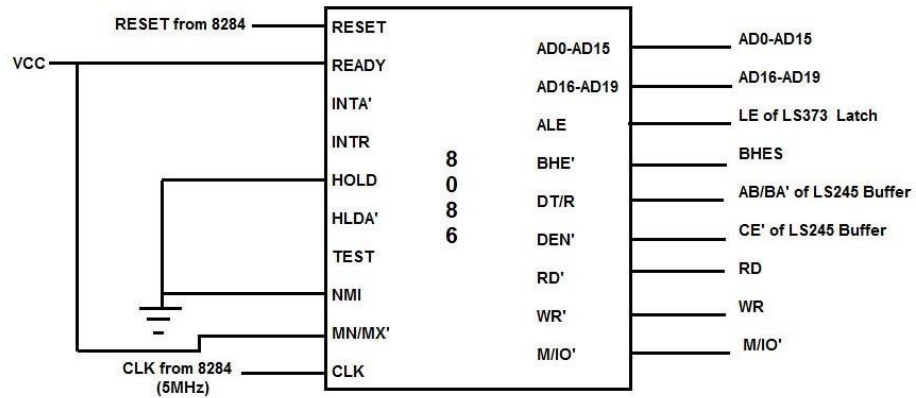 RESET from 8284
VCC
CLK from 8284
(5MHz)
RESET
READY
INTA'
INTR
HOLD
HLDA'
TEST
NMI
MN/MX'
CLK
8
0
8
6
AD0-AD15
AD16-AD19
ALE
BHE'
DT/R
DEN'
RD'
WR'
M/IO'
AD0-AD15
AD16-AD19
LE of LS373 Latch
BHES
AB/BA' of LS245 Buffer
CE' of LS245 Buffer
RD
WR
M/IO'